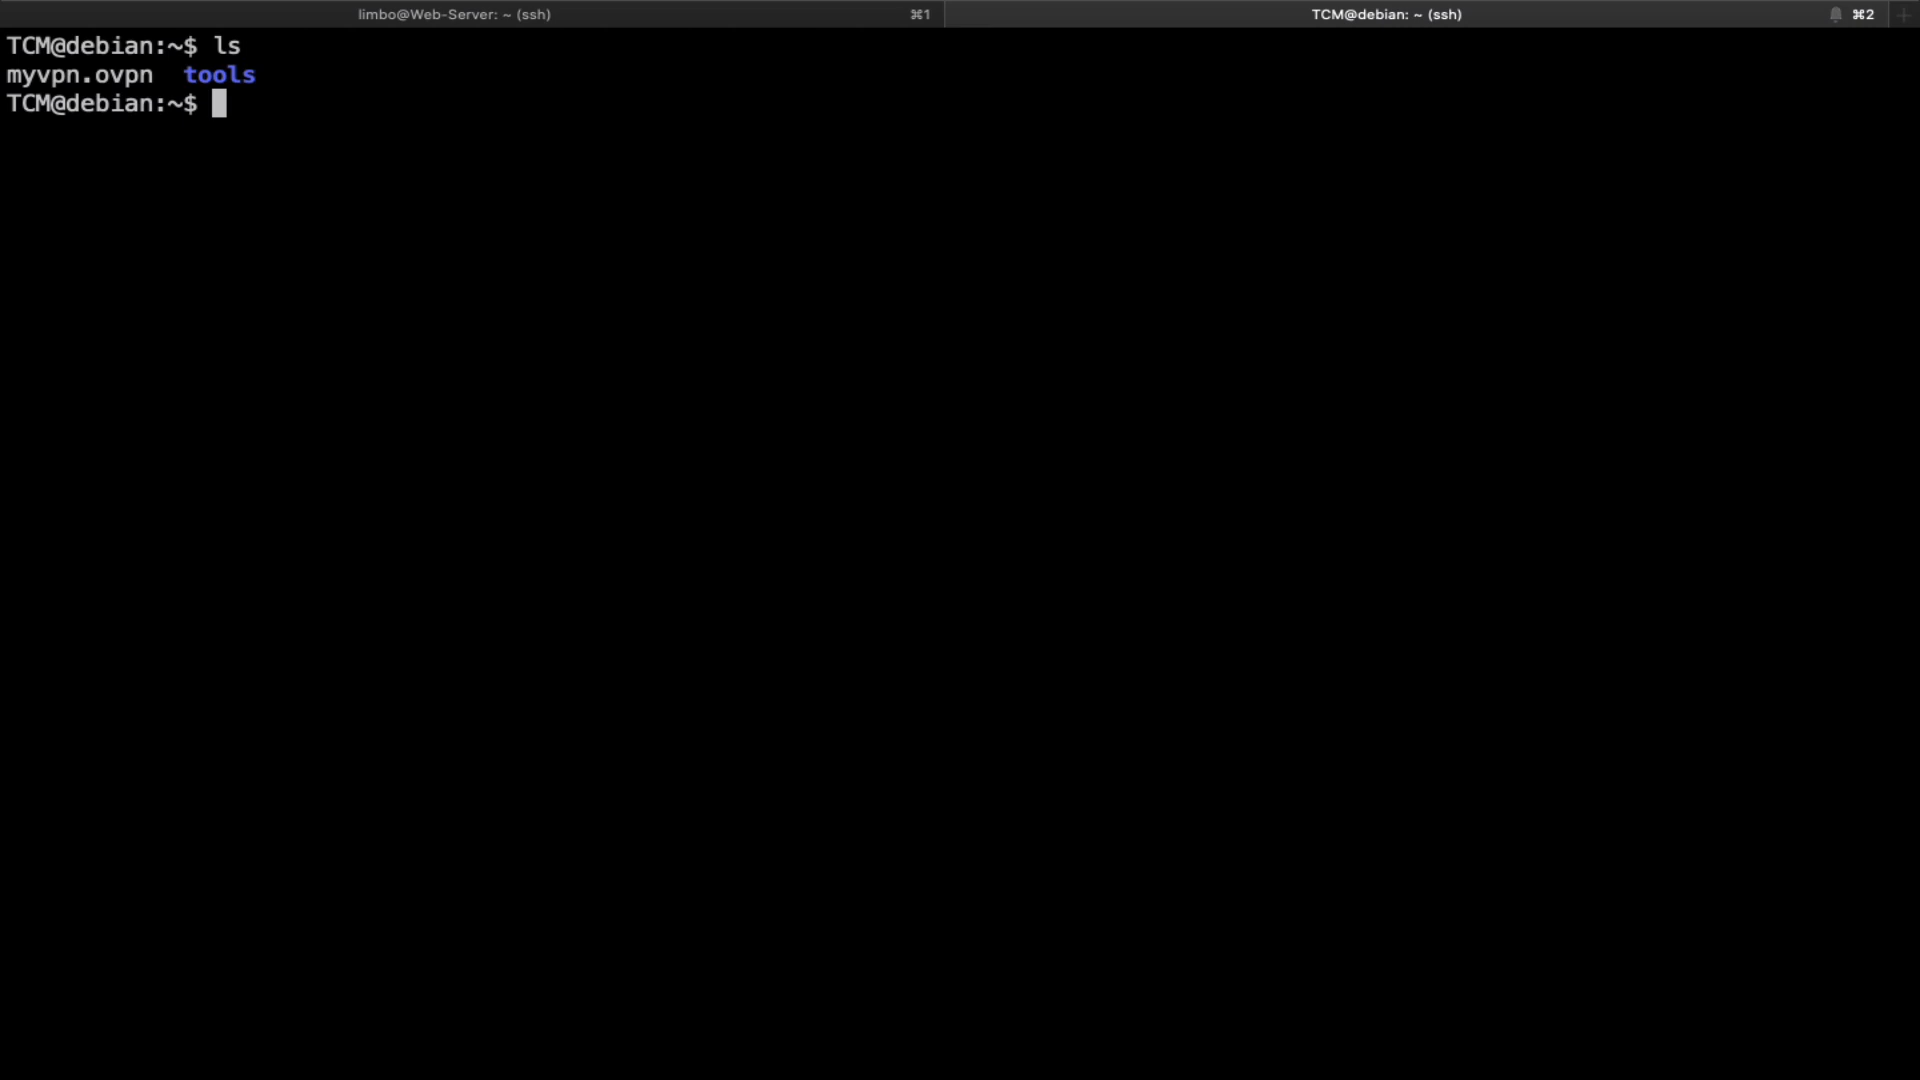 limbo@Web-Server: ~ (ssh) ⌘1 TCM@debian: ~ (ssh) ⌘2
TCM@debian:~$ ls
myvpn.ovpn  tools
TCM@debian:~$